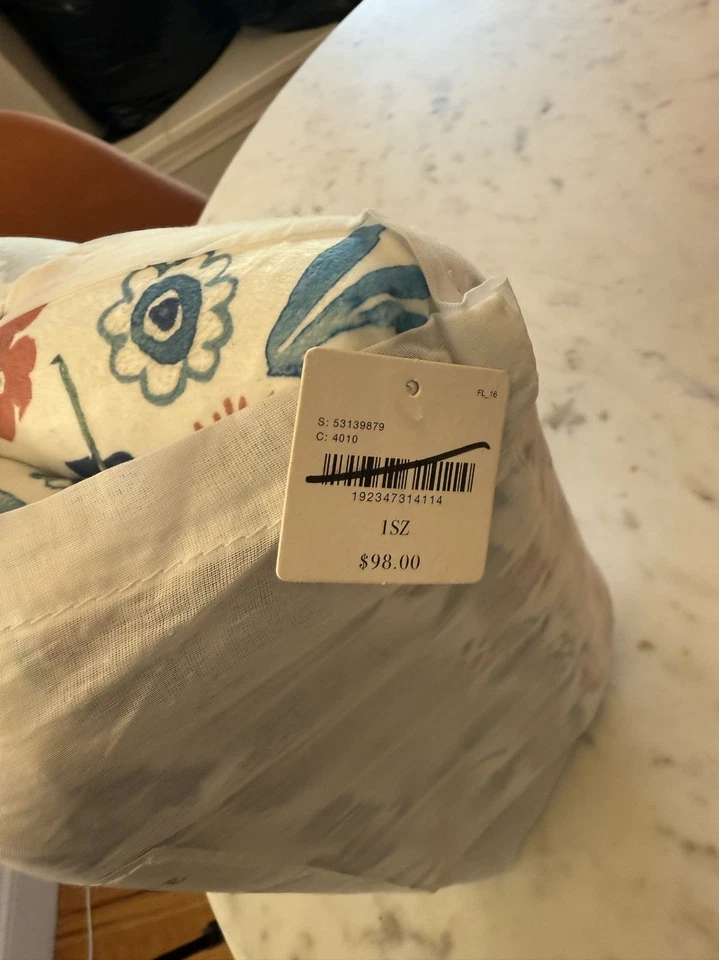 FL_16
S: 53139879
C: 4010
192347314114
1SZ
$98.00